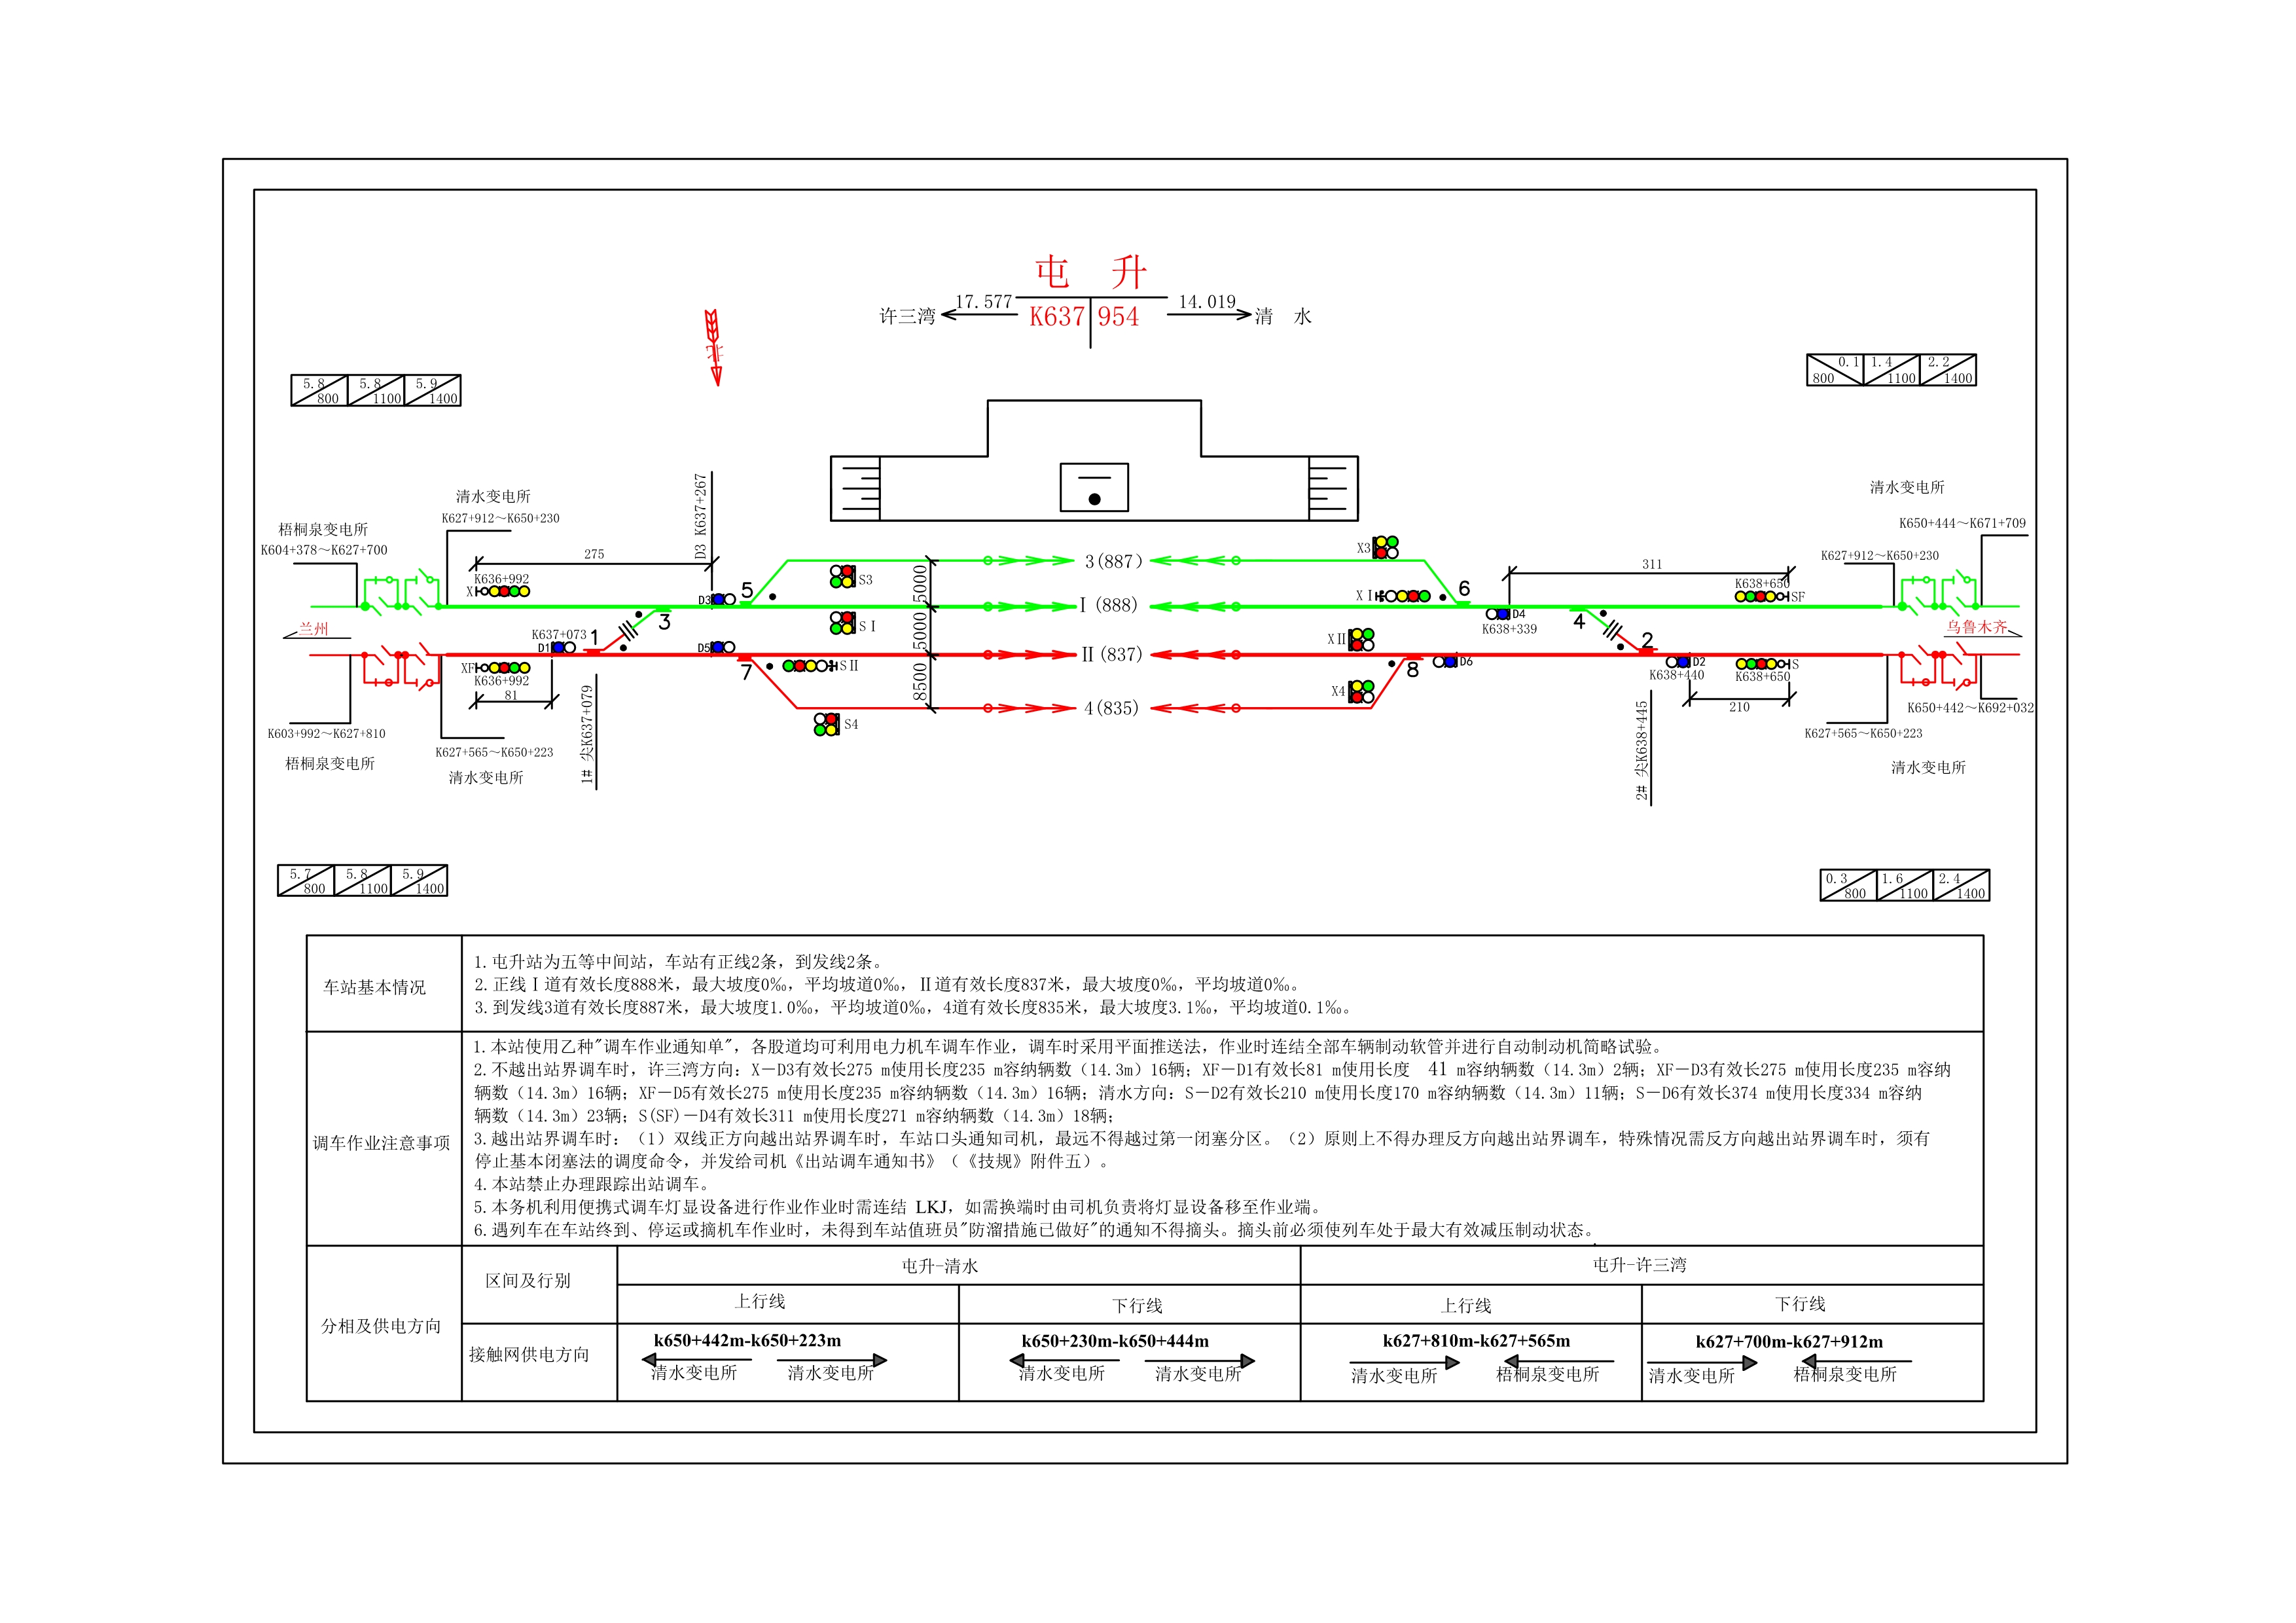 屯 升
17.577
14.019
许三湾
K637
954
清 水
北
5.8 800
5.8 1100
5.9 1400
0.1 800
1.4 1100
2.2 1400
清水变电所
K627+912～K650+230
梧桐泉变电所
K604+378～K627+700
D3 K637+267
清水变电所
K650+444～K671+709
K627+912～K650+230
275
K636+992
X
D3
5
S3
5000
3(887)
X3
6
311
K638+650
SF
兰州
K637+073
D1
1
3
D5
SⅠ
5000
Ⅰ(888)
XⅠ
D4
K638+339
4
乌鲁木齐
XF
K636+992
81
7
SⅡ
8500
Ⅱ(837)
XⅡ
8
D6
2
D2
K638+440
S
K638+650
210
S4
4(835)
X4
K603+992～K627+810
梧桐泉变电所
K627+565～K650+223
清水变电所
1# 尖K637+079
2# 尖K638+445
K650+442～K692+032
K627+565～K650+223
清水变电所
5.7 800
5.8 1100
5.9 1400
0.3 800
1.6 1100
2.4 1400
车站基本情况
1.屯升站为五等中间站，车站有正线2条，到发线2条。
2.正线Ⅰ道有效长度888米，最大坡度0‰，平均坡道0‰，Ⅱ道有效长度837米，最大坡度0‰，平均坡道0‰。
3.到发线3道有效长度887米，最大坡度1.0‰，平均坡道0‰，4道有效长度835米，最大坡度3.1‰，平均坡道0.1‰。
调车作业注意事项
1.本站使用乙种"调车作业通知单"，各股道均可利用电力机车调车作业，调车时采用平面推送法，作业时连结全部车辆制动软管并进行自动制动机简略试验。
2.不越出站界调车时，许三湾方向：X－D3有效长275 m使用长度235 m容纳辆数（14.3m）16辆；XF－D1有效长81 m使用长度 41 m容纳辆数（14.3m）2辆；XF－D3有效长275 m使用长度235 m容纳
辆数（14.3m）16辆；XF－D5有效长275 m使用长度235 m容纳辆数（14.3m）16辆；清水方向：S－D2有效长210 m使用长度170 m容纳辆数（14.3m）11辆；S－D6有效长374 m使用长度334 m容纳
辆数（14.3m）23辆；S(SF)－D4有效长311 m使用长度271 m容纳辆数（14.3m）18辆；
3.越出站界调车时：（1）双线正方向越出站界调车时，车站口头通知司机，最远不得越过第一闭塞分区。（2）原则上不得办理反方向越出站界调车，特殊情况需反方向越出站界调车时，须有
停止基本闭塞法的调度命令，并发给司机《出站调车通知书》（《技规》附件五）。
4.本站禁止办理跟踪出站调车。
5.本务机利用便携式调车灯显设备进行作业作业时需连结 LKJ，如需换端时由司机负责将灯显设备移至作业端。
6.遇列车在车站终到、停运或摘机车作业时，未得到车站值班员"防溜措施已做好"的通知不得摘头。摘头前必须使列车处于最大有效减压制动状态。
分相及供电方向
区间及行别
屯升-清水
屯升-许三湾
上行线
下行线
上行线
下行线
接触网供电方向
k650+442m-k650+223m
清水变电所 清水变电所
k650+230m-k650+444m
清水变电所 清水变电所
k627+810m-k627+565m
清水变电所 梧桐泉变电所
k627+700m-k627+912m
清水变电所 梧桐泉变电所